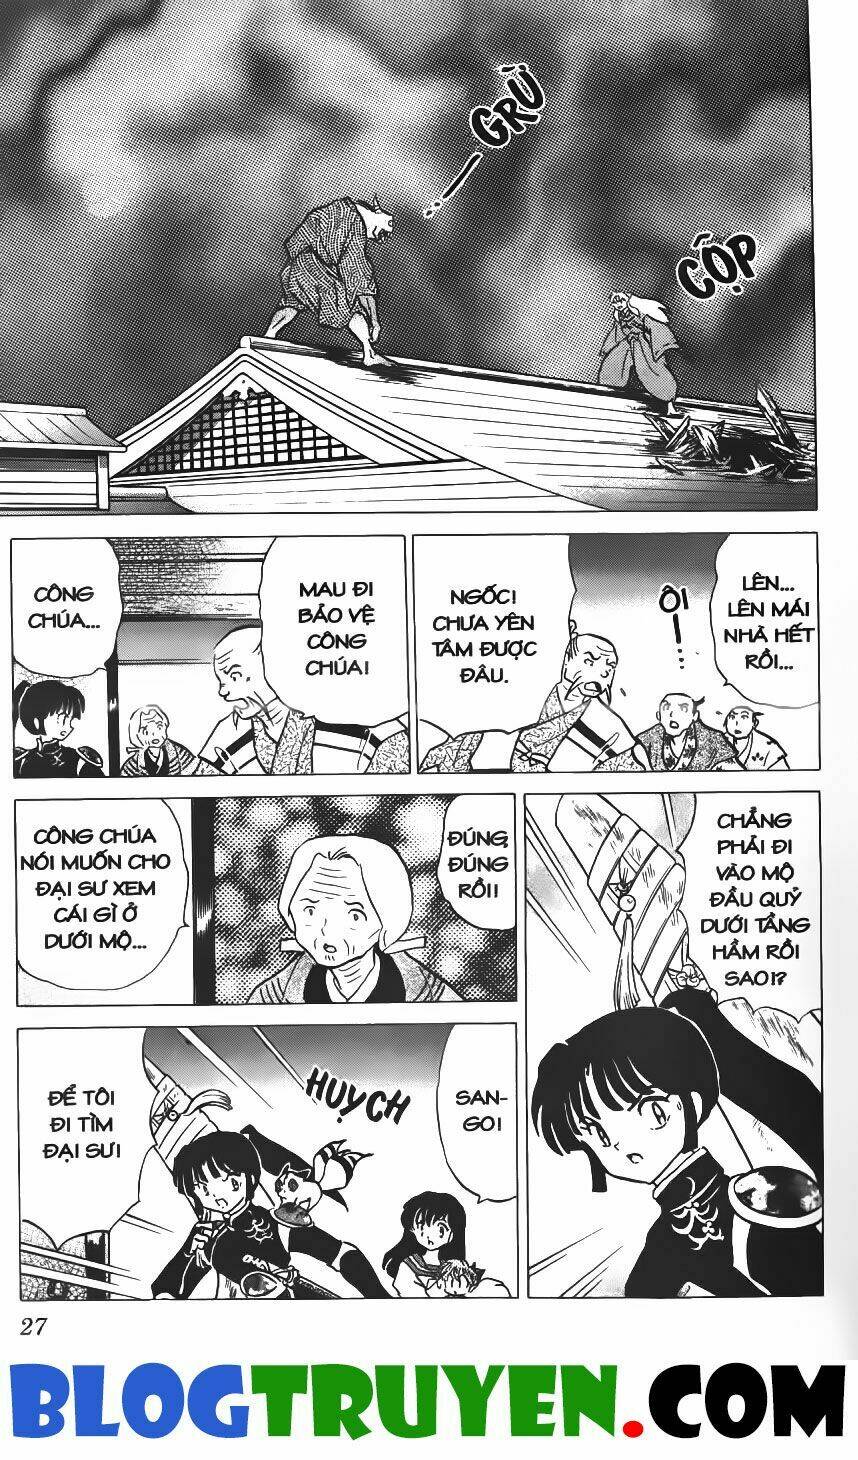 GRỪ
CỘP
LÊN...
LÊN MÁI
NHÀ HẾT
RỒI...
ÔI
NGỐC!
CHƯA YÊN
TÂM ĐƯỢC
ĐÂU.
MAU ĐI
BẢO VỆ
CÔNG
CHÚA!
CÔNG
CHÚA...
CHẲNG
PHẢI ĐI
VÀO MỘ
ĐẦU QUỶ
DƯỚI TẦNG
HẦM RỒI
SAO!?
ĐÚNG,
ĐÚNG
RỒI!
CÔNG CHÚA
NÓI MUỐN CHO
ĐẠI SƯ XEM
CÁI GÌ Ở
DƯỚI MỘ...
SAN-
GO!
HUỴCH
ĐỂ TÔI
ĐI TÌM
ĐẠI SƯ!
27
BLOGTRUYEN.COM